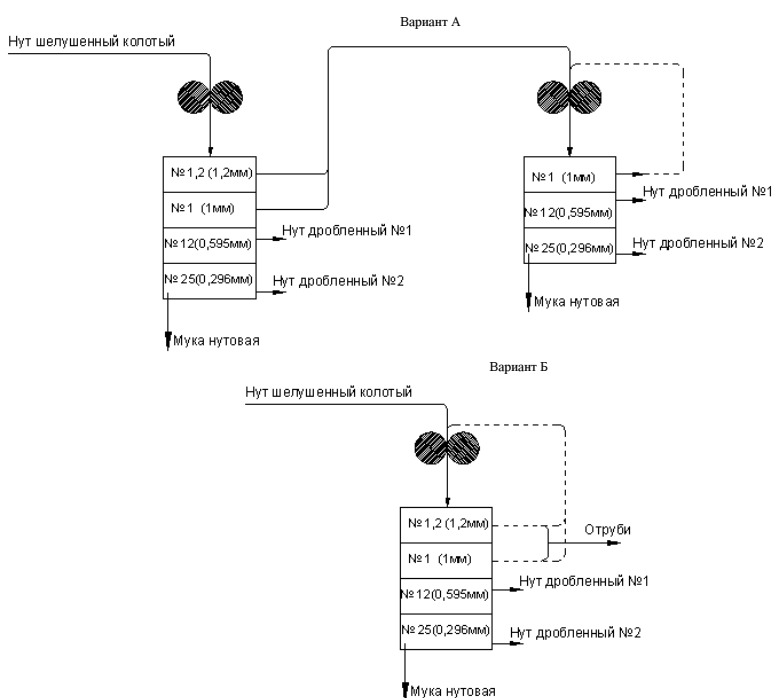 Вариант А
Нут шелушенный колотый
№1,2 (1,2мм)
№1 (1мм)
№12(0,595мм)
№25(0,296мм)
Нут дробленный №1
Нут дробленный №2
Мука нутовая
№1 (1мм)
№12(0,595мм)
№25(0,296мм)
Нут дробленный №1
Нут дробленный №2
Мука нутовая
Вариант Б
Нут шелушенный колотый
№1,2 (1,2мм)
№1 (1мм)
№12(0,595мм)
№25(0,296мм)
Отруби
Нут дробленный №1
Нут дробленный №2
Мука нутовая